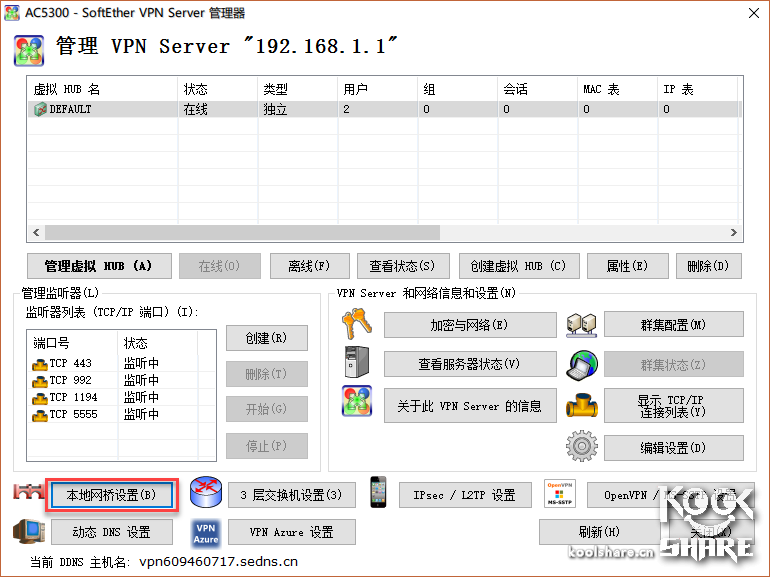 AC5300 - SoftEther VPN Server 管理器
管理 VPN Server "192.168.1.1"
虚拟 HUB 名 状态 类型 用户 组 会话 MAC 表 IP 表
DEFAULT 在线 独立 2 0 0 0 0
管理虚拟 HUB (A) 在线(O) 离线(F) 查看状态(S) 创建虚拟 HUB (C) 属性(E) 删除(D)
管理监听器(L)
监听器列表 (TCP/IP 端口) (I):
端口号 状态
TCP 443 监听中
TCP 992 监听中
TCP 1194 监听中
TCP 5555 监听中
创建(R)
删除(T)
开始(G)
停止(P)
VPN Server 和网络信息和设置(N)
加密与网络(E) 群集配置(M)
查看服务器状态(V) 群集状态(Z)
关于此 VPN Server 的信息 显示 TCP/IP
连接列表(Y)
编辑设置(D)
本地网桥设置(B) 3 层交换机设置(3) IPsec / L2TP 设置 OpenVPN
MS-SSTP
OpenVPN / MS-SSTP 设置
动态 DNS 设置 VPN
Azure
VPN Azure 设置 刷新(H) 关闭(X)
当前 DDNS 主机名: vpn609460717.sedns.cn
koolshare.cn
KOOL
SHARE